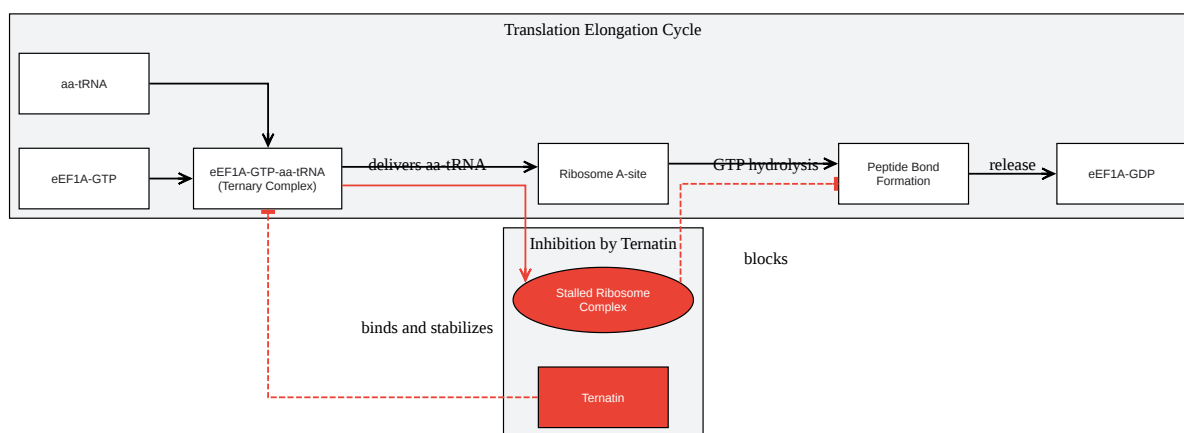 Translation Elongation Cycle
aa-tRNA
eEF1A-GTP
eEF1A-GTP-aa-tRNA
(Ternary Complex)
delivers aa-tRNA
Ribosome A-site
GTP hydrolysis
Peptide Bond
Formation
release
eEF1A-GDP
Inhibition by Ternatin
blocks
Stalled Ribosome
Complex
binds and stabilizes
Ternatin